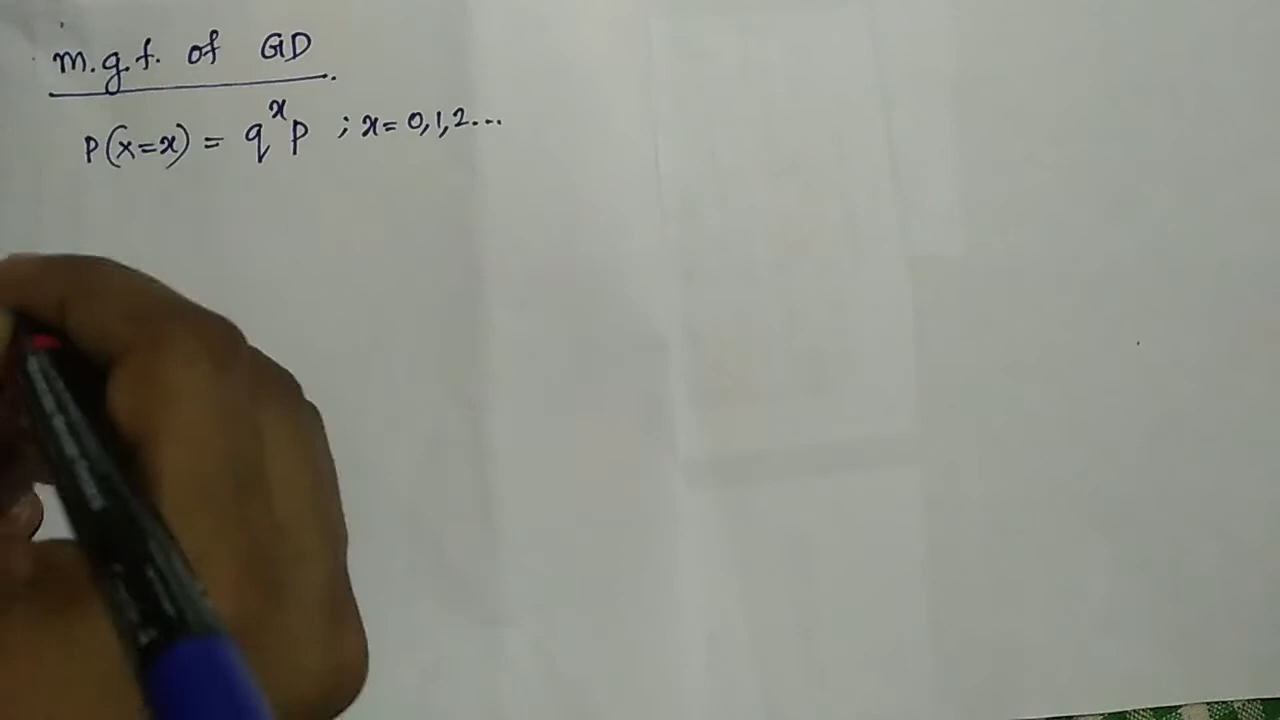 m.g.f. of GD
P(x=x) = q^x p ; x = 0,1,2...